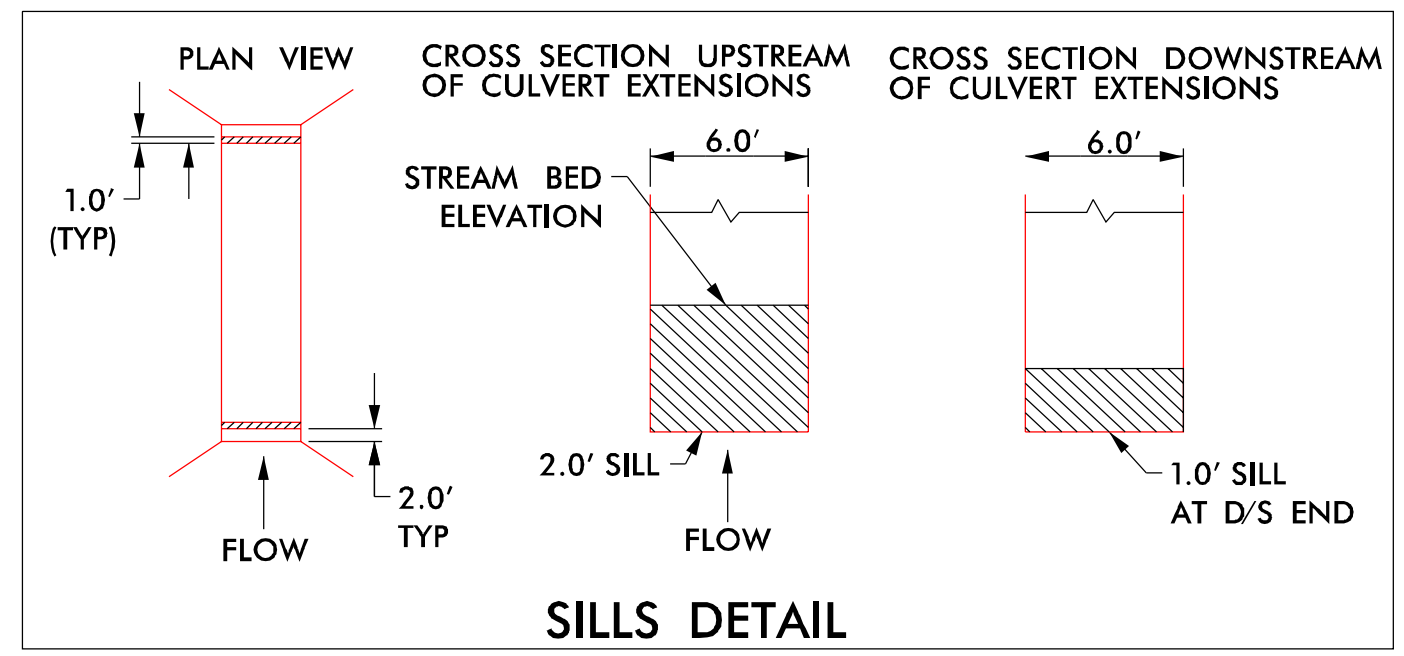 PLAN VIEW
1.0'
(TYP)
2.0'
TYP
FLOW
CROSS SECTION UPSTREAM
OF CULVERT EXTENSIONS
6.0'
STREAM BED
ELEVATION
2.0' SILL
FLOW
CROSS SECTION DOWNSTREAM
OF CULVERT EXTENSIONS
6.0'
1.0' SILL
AT D/S END
SILLS DETAIL